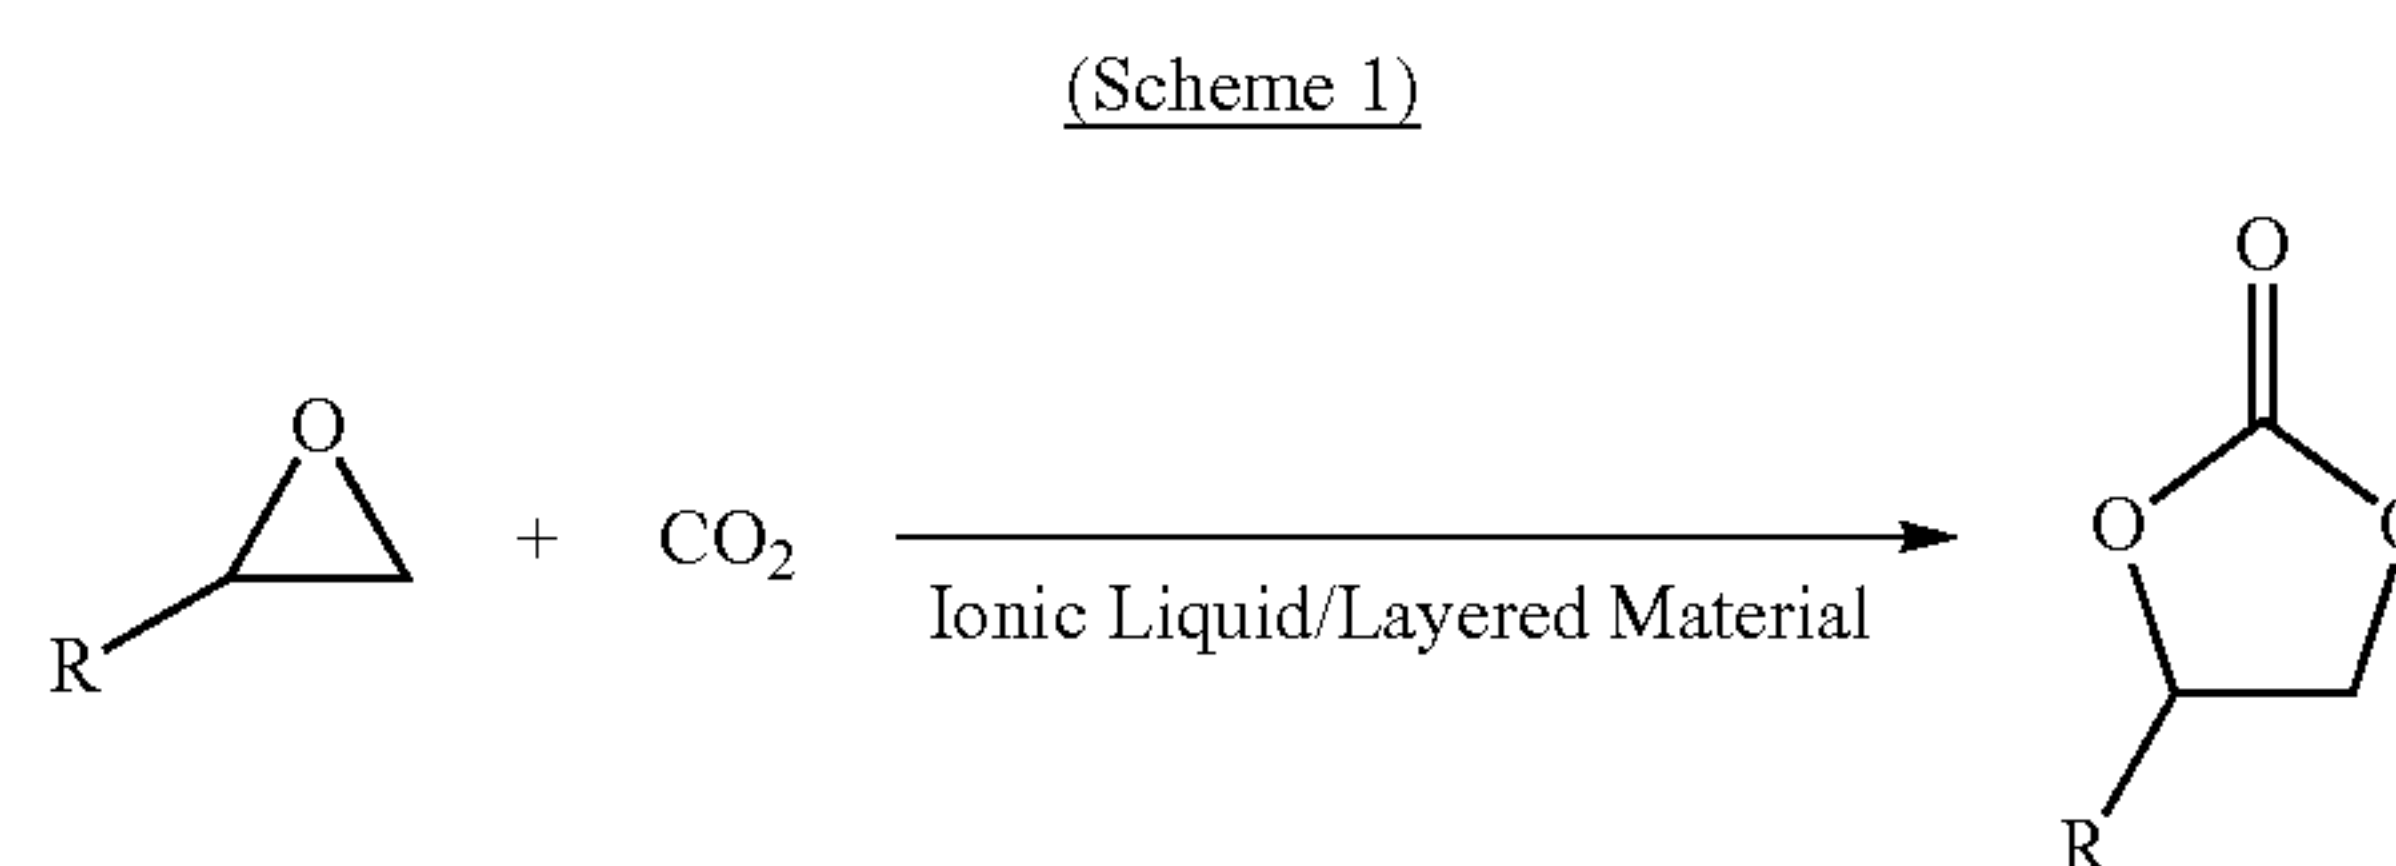 (Scheme 1)
O
O
+ CO₂
O
R
Ionic Liquid/Layered Material
R